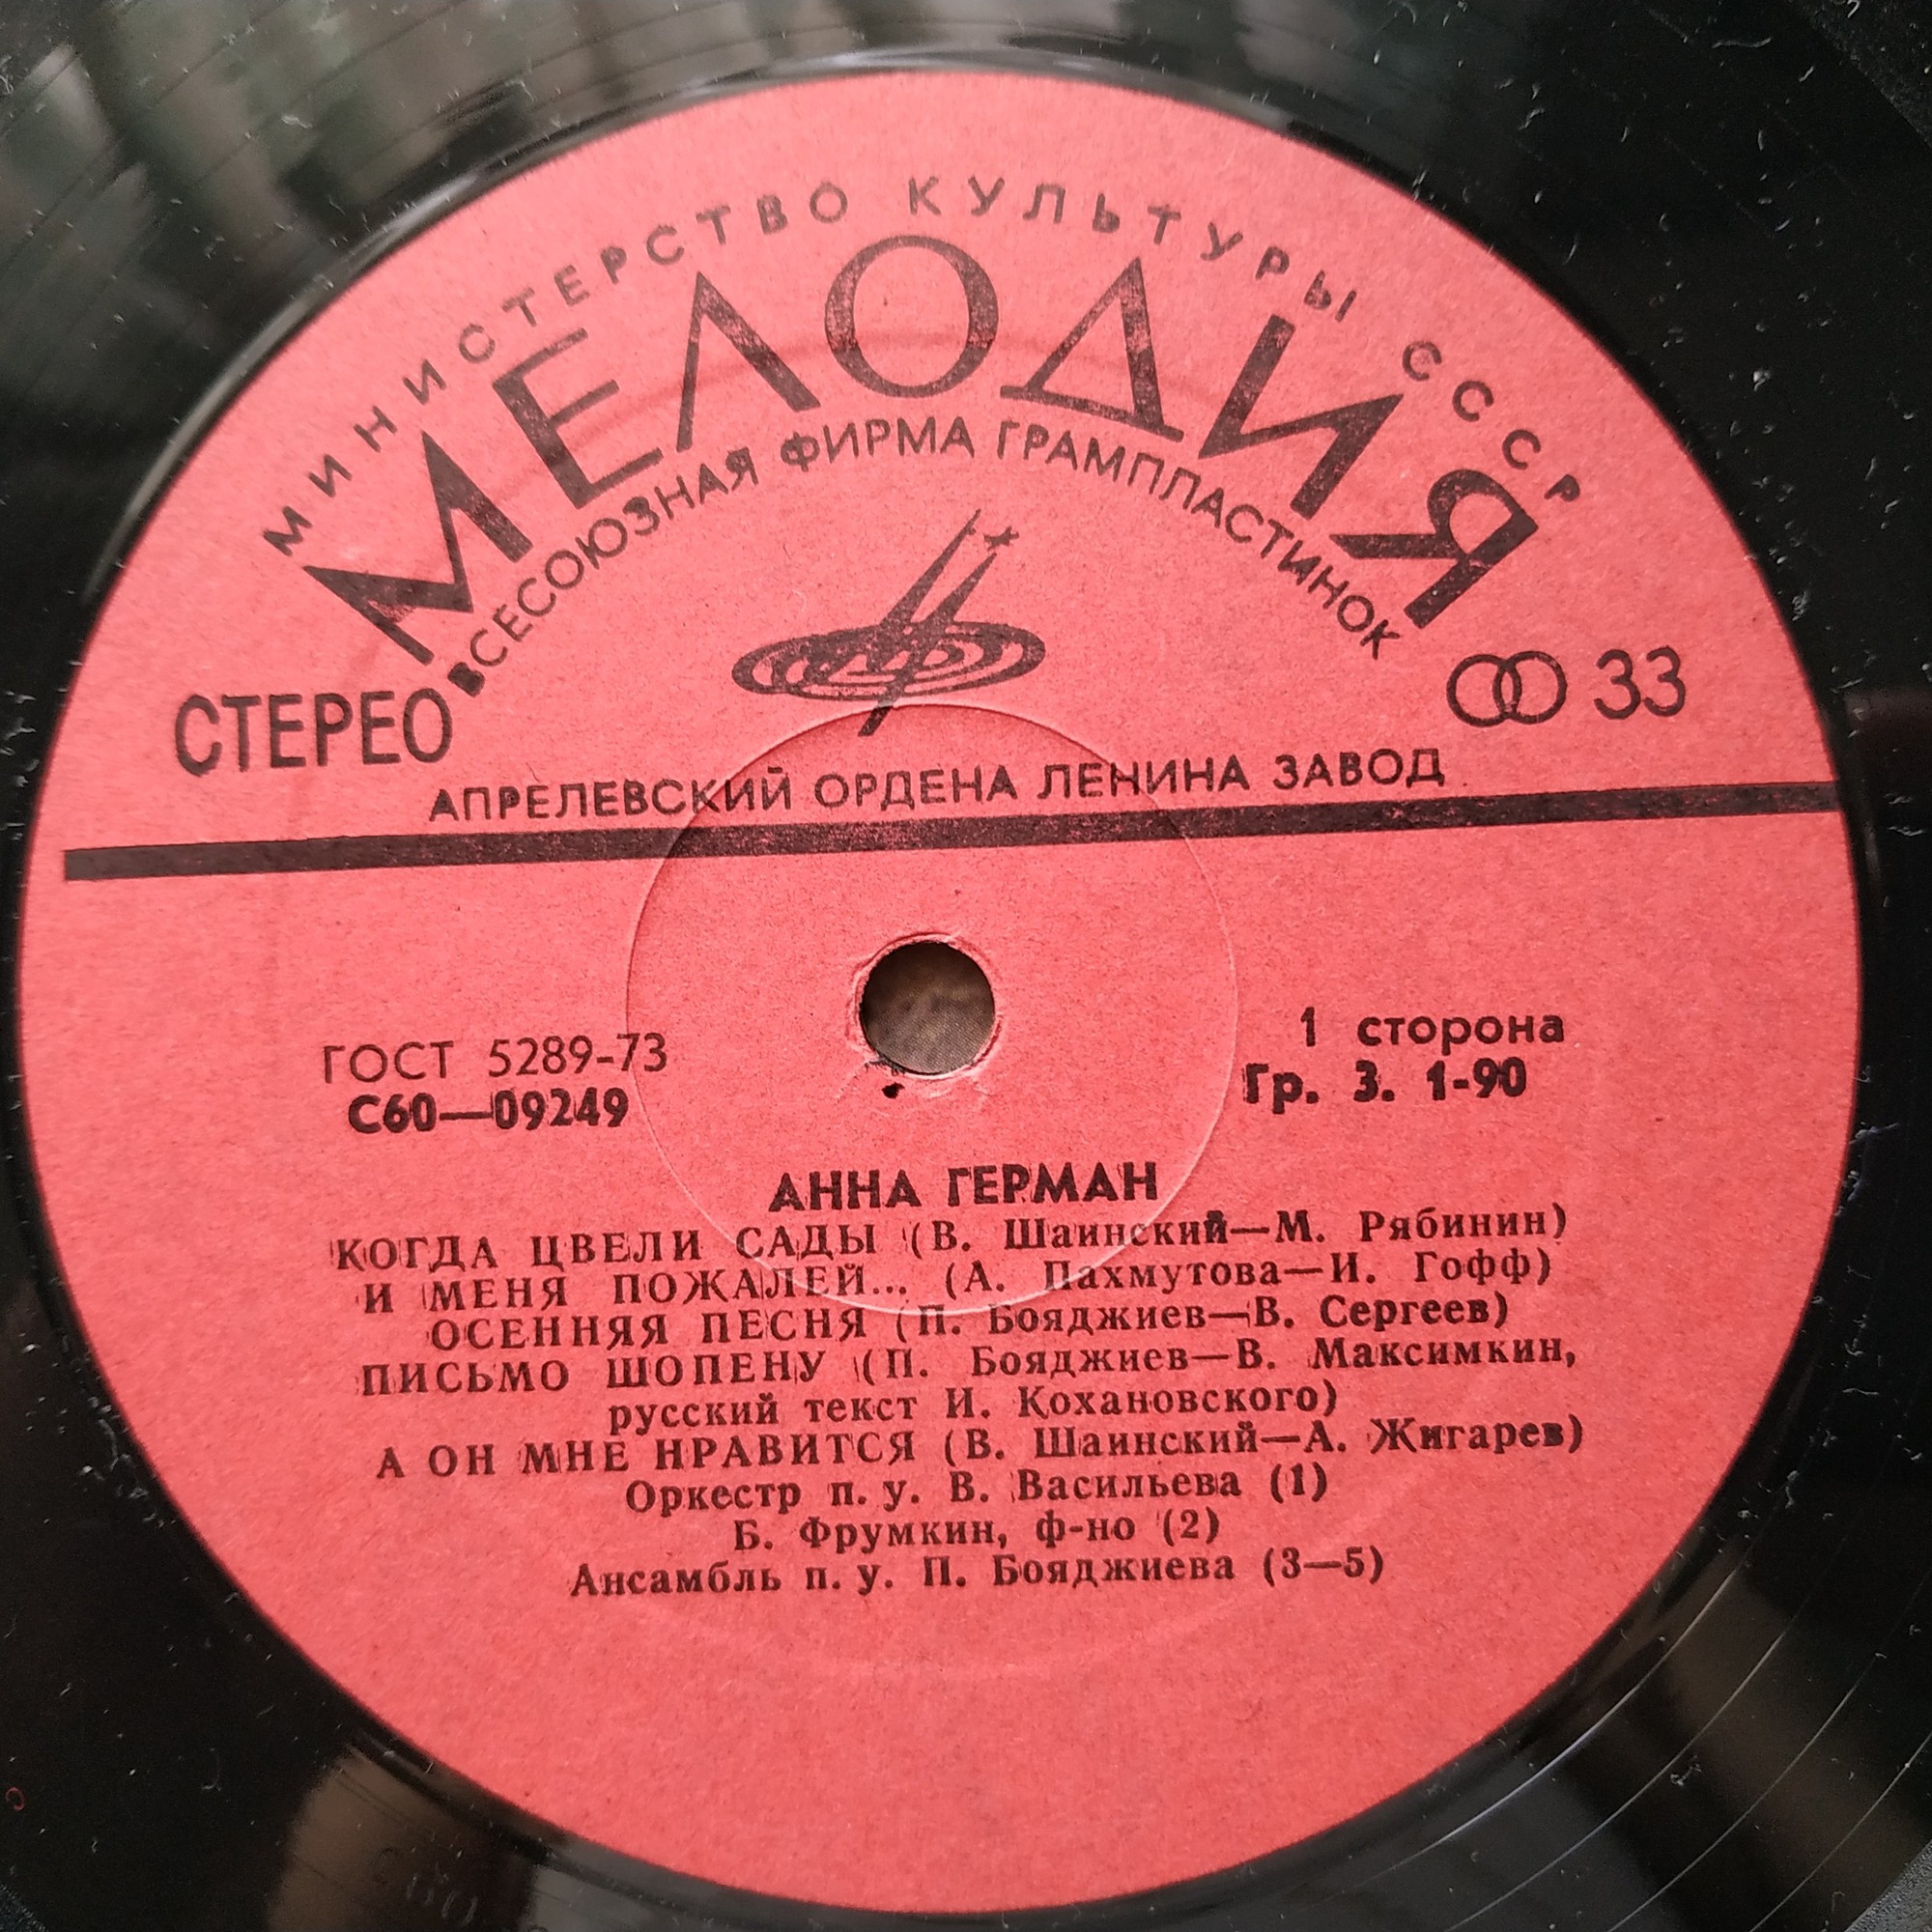 МИНИСТЕРСТВО КУЛЬТУРЫ СССР
МЕЛОДИЯ
ВСЕСОЮЗНАЯ ФИРМА ГРАМПЛАСТИНОК
СТЕРЕО
33
АПРЕЛЕВСКИЙ ОРДЕНА ЛЕНИНА ЗАВОД
ГОСТ 5289-73
С60—09249
1 сторона
Гр. 3. 1-90
АННА ГЕРМАН
КОГДА ЦВЕЛИ САДЫ (В. Шаинский—М. Рябинин)
И МЕНЯ ПОЖАЛЕЙ... (А. Пахмутова—И. Гофф)
ОСЕННЯЯ ПЕСНЯ (П. Бояджиев—В. Сергеев)
ПИСЬМО ШОПЕНУ (П. Бояджиев—В. Максимкин,
русский текст И. Кохановского)
А ОН МНЕ НРАВИТСЯ (В. Шаинский—А. Жигарев)
Оркестр п. у. В. Васильева (1)
Б. Фрумкин, ф-но (2)
Ансамбль п. у. П. Бояджиева (3—5)